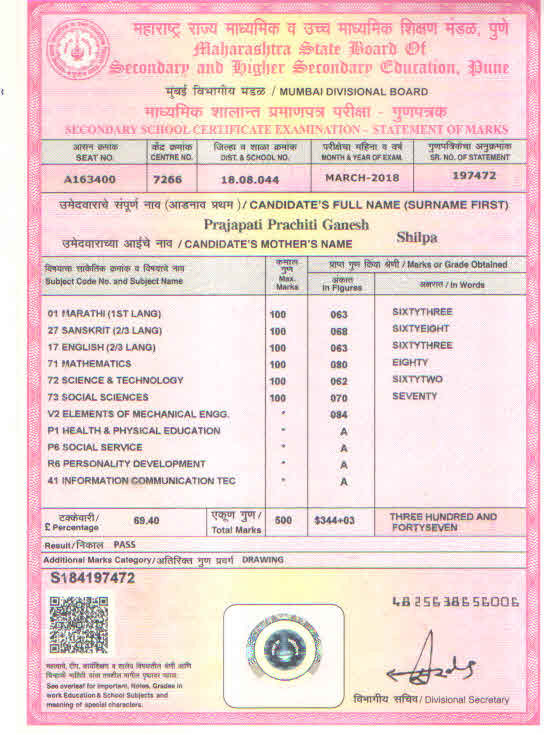 महाराष्ट्र राज्य माध्यमिक व उच्च माध्यमिक शिक्षण मंडळ, पुणे
Maharashtra State Board Of
Secondary and Higher Secondary Education, Pune
मुंबई विभागीय मंडळ / MUMBAI DIVISIONAL BOARD
माध्यमिक शालान्त प्रमाणपत्र परीक्षा - गुणपत्रक
SECONDARY SCHOOL CERTIFICATE EXAMINATION - STATEMENT OF MARKS
आसन क्रमांक केंद्र क्रमांक जिल्हा व शाळा क्रमांक परीक्षेचा महिना व वर्ष गुणपत्रिकेचा अनुक्रमांक
SEAT NO. CENTRE NO. DIST. & SCHOOL NO. MONTH & YEAR OF EXAM. SR. NO. OF STATEMENT
A163400 7266 18.08.044 MARCH-2018 197472
उमेदवाराचे संपूर्ण नाव (आडनाव प्रथम) / CANDIDATE'S FULL NAME (SURNAME FIRST)
Prajapati Prachiti Ganesh
उमेदवाराच्या आईचे नाव / CANDIDATE'S MOTHER'S NAME Shilpa
विषयाचा सांकेतिक क्रमांक व विषयाचे नाव
Subject Code No. and Subject Name
कमाल गुण
Max. Marks
प्राप्त गुण किंवा श्रेणी / Marks or Grade Obtained
अंकात
In Figures
अक्षरात / In Words
01 MARATHI (1ST LANG) 100 063 SIXTYTHREE
27 SANSKRIT (2/3 LANG) 100 068 SIXTYEIGHT
17 ENGLISH (2/3 LANG) 100 063 SIXTYTHREE
71 MATHEMATICS 100 080 EIGHTY
72 SCIENCE & TECHNOLOGY 100 062 SIXTYTWO
73 SOCIAL SCIENCES 100 070 SEVENTY
V2 ELEMENTS OF MECHANICAL ENGG. * 084
P1 HEALTH & PHYSICAL EDUCATION * A
P6 SOCIAL SERVICE * A
R6 PERSONALITY DEVELOPMENT * A
41 INFORMATION COMMUNICATION TEC * A
टक्केवारी /
£ Percentage 69.40 एकूण गुण / Total Marks 500 $344+03 THREE HUNDRED AND
FORTYSEVEN
Result/निकाल PASS
Additional Marks Category/अतिरिक्त गुण प्रवर्ग DRAWING
S184197472
4825638656006
See overleaf for Important, Notes, Grades in
work Education & School Subjects and
meaning of special characters.
विभागीय सचिव / Divisional Secretary